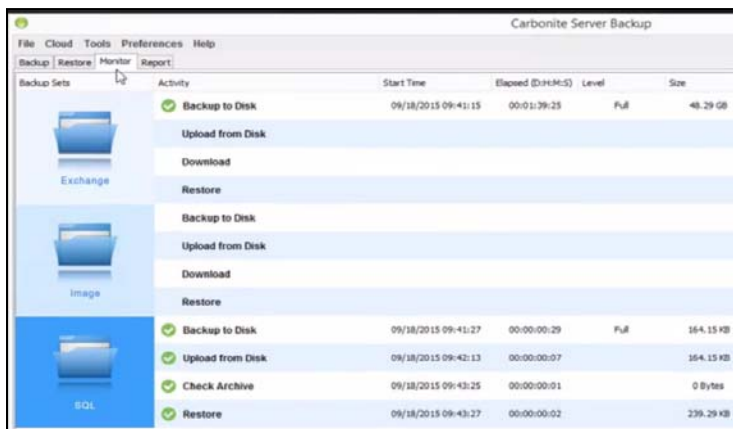 Carbonite Server Backup
File Cloud Tools Preferences Help
Backup Restore Monitor Report
Backup Sets Activity Start Time Elapsed (D:H:M:S) Level Size
Exchange
Backup to Disk 09/18/2015 09:41:15 00:01:39:25 Full 48.29 GB
Upload from Disk
Download
Restore
Image
Backup to Disk
Upload from Disk
Download
Restore
SQL
Backup to Disk 09/18/2015 09:41:27 00:00:00:29 Full 164.15 KB
Upload from Disk 09/18/2015 09:42:13 00:00:00:07 164.15 KB
Check Archive 09/18/2015 09:43:25 00:00:00:01 0 Bytes
Restore 09/18/2015 09:43:27 00:00:00:02 239.29 KB